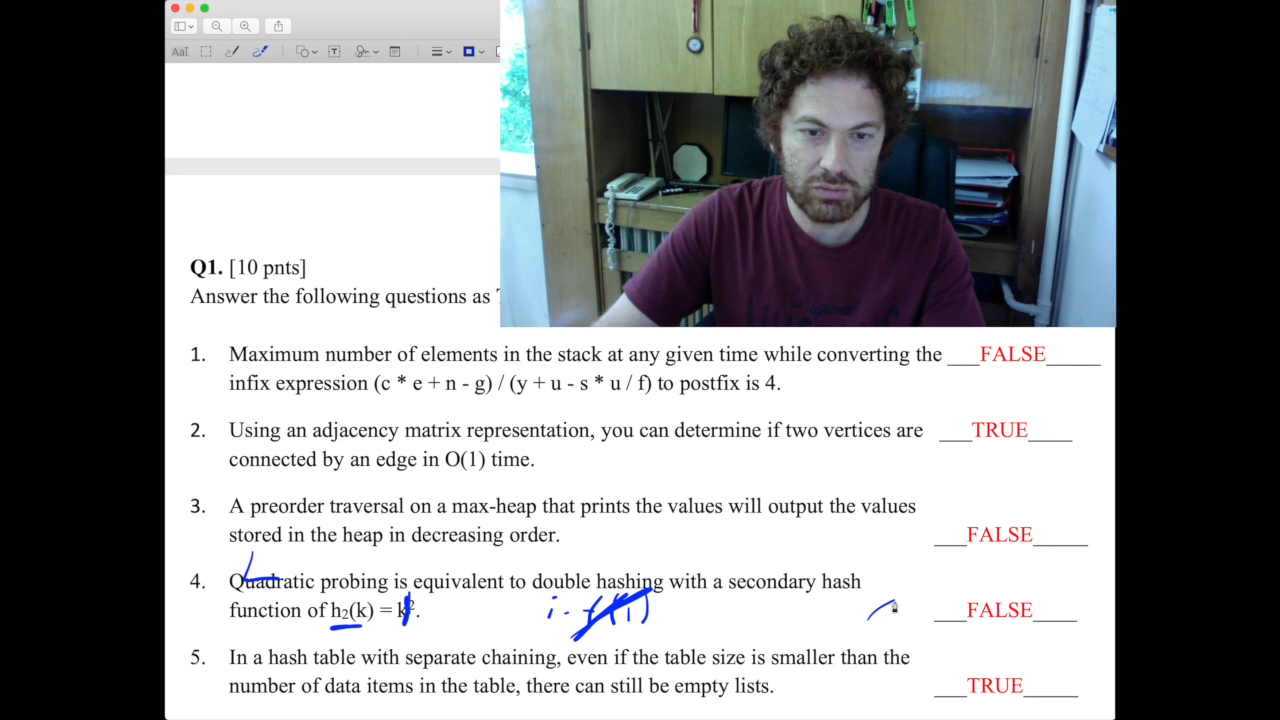 AaI
Q1. [10 pnts]
Answer the following questions as
1. Maximum number of elements in the stack at any given time while converting the ___FALSE_____
infix expression (c * e + n - g) / (y + u - s * u / f) to postfix is 4.
2. Using an adjacency matrix representation, you can determine if two vertices are ___TRUE____
connected by an edge in O(1) time.
3. A preorder traversal on a max-heap that prints the values will output the values
stored in the heap in decreasing order. ___FALSE_____
4. Quadratic probing is equivalent to double hashing with a secondary hash
function of h₂(k) = k². ___FALSE____
5. In a hash table with separate chaining, even if the table size is smaller than the
number of data items in the table, there can still be empty lists. ___TRUE_____